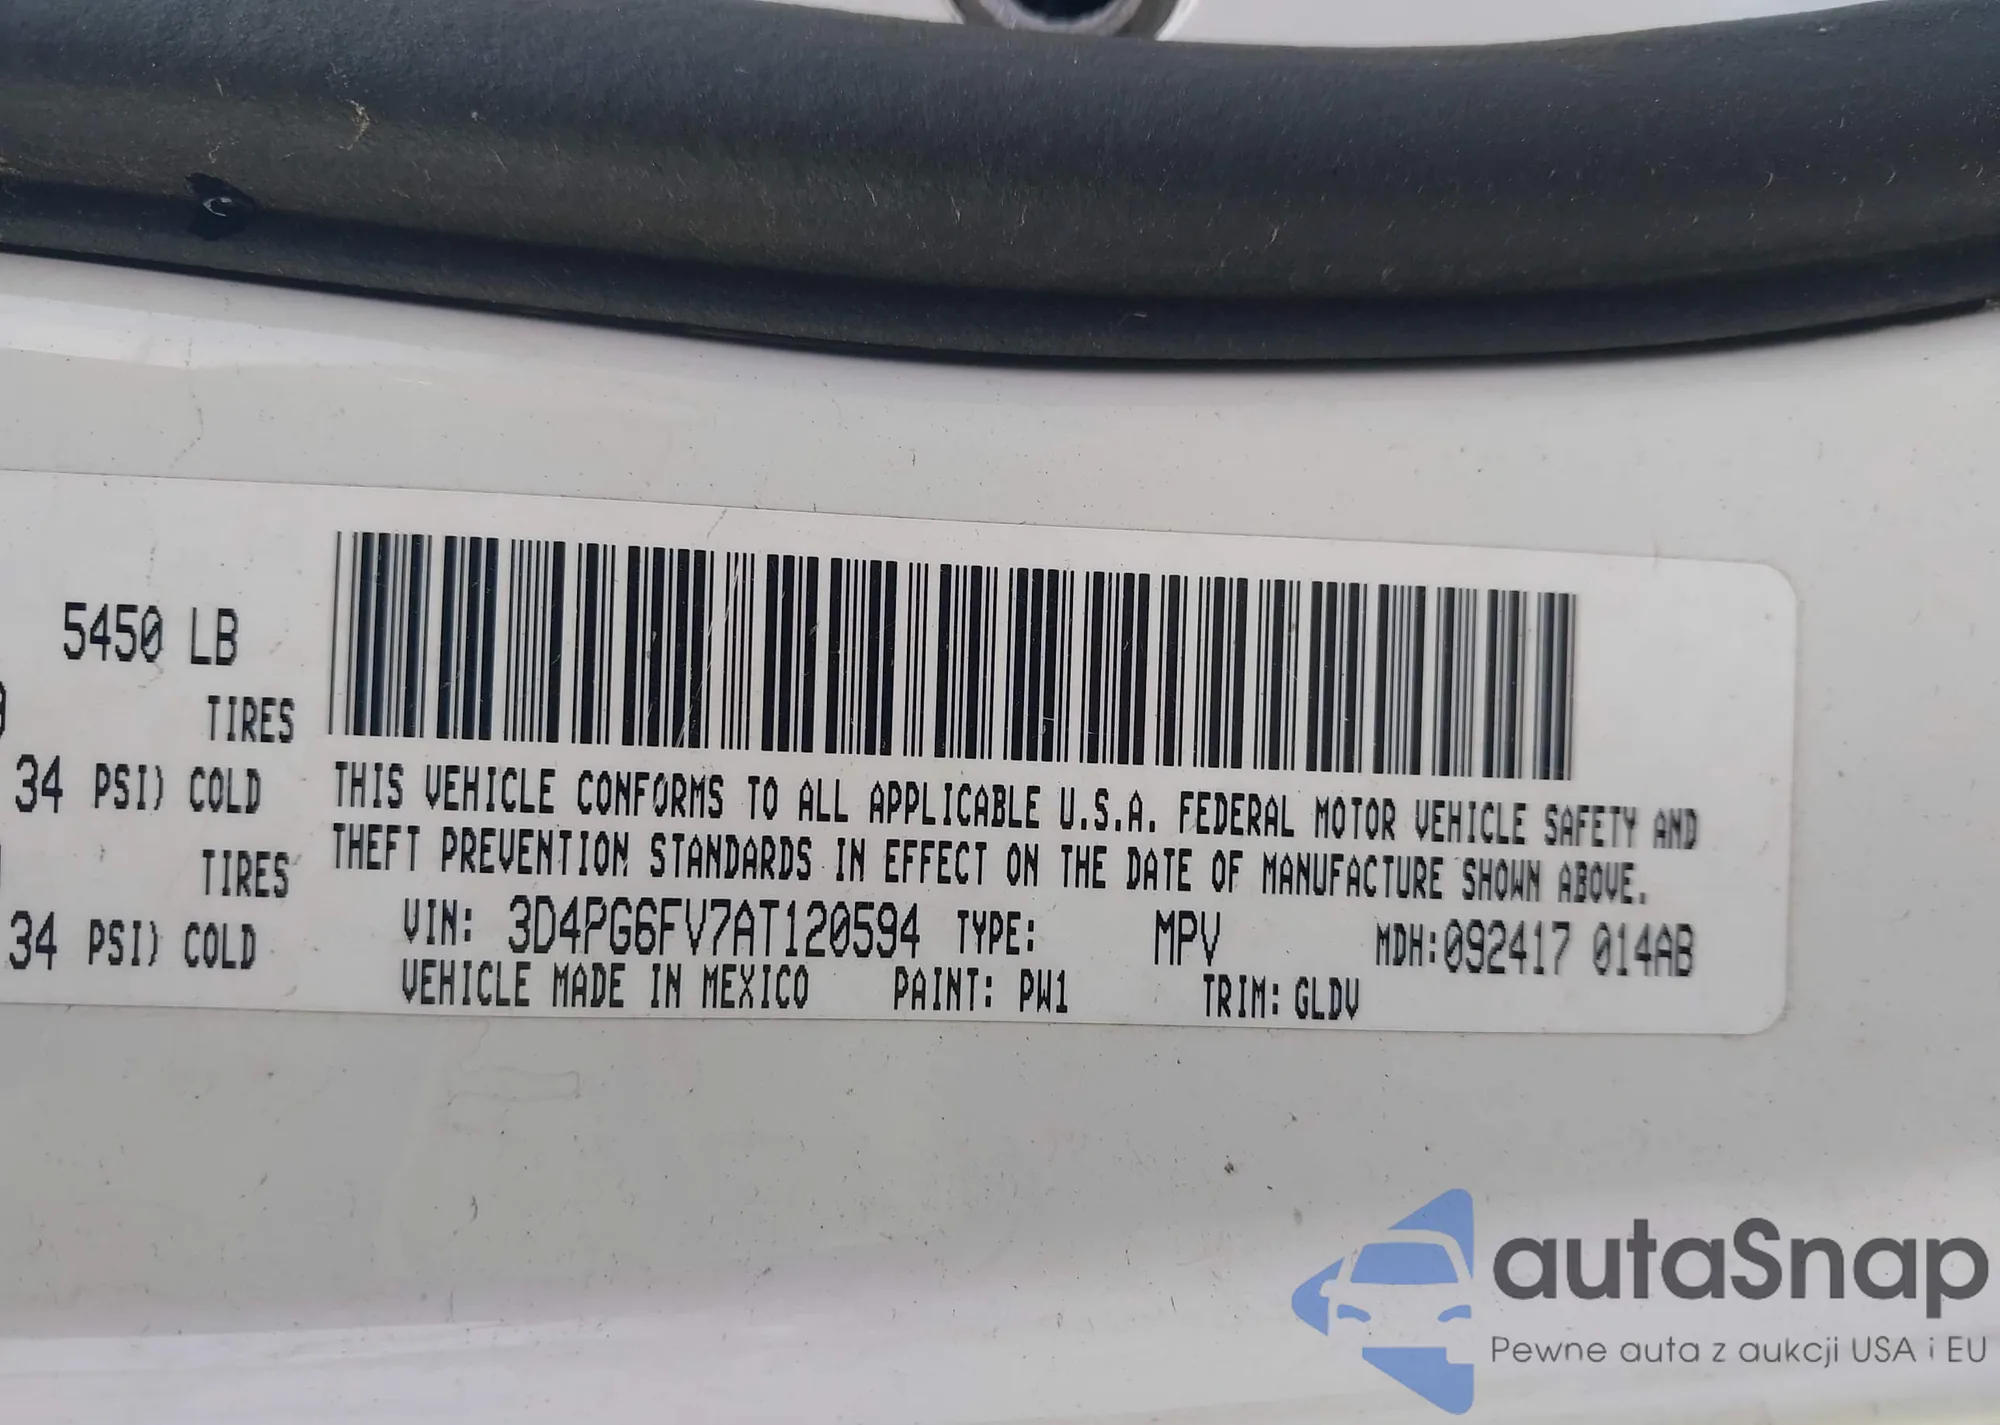 5450 LB
TIRES
34 PSI) COLD
TIRES
34 PSI) COLD
THIS VEHICLE CONFORMS TO ALL APPLICABLE U.S.A. FEDERAL MOTOR VEHICLE SAFETY AND
THEFT PREVENTION STANDARDS IN EFFECT ON THE DATE OF MANUFACTURE SHOWN ABOVE.
VIN: 3D4PG6FV7AT120594 TYPE: MPV MDH:092417 014AB
VEHICLE MADE IN MEXICO PAINT: PW1 TRIM: GLDV
autaSnap
Pewne auta z aukcji USA i EU